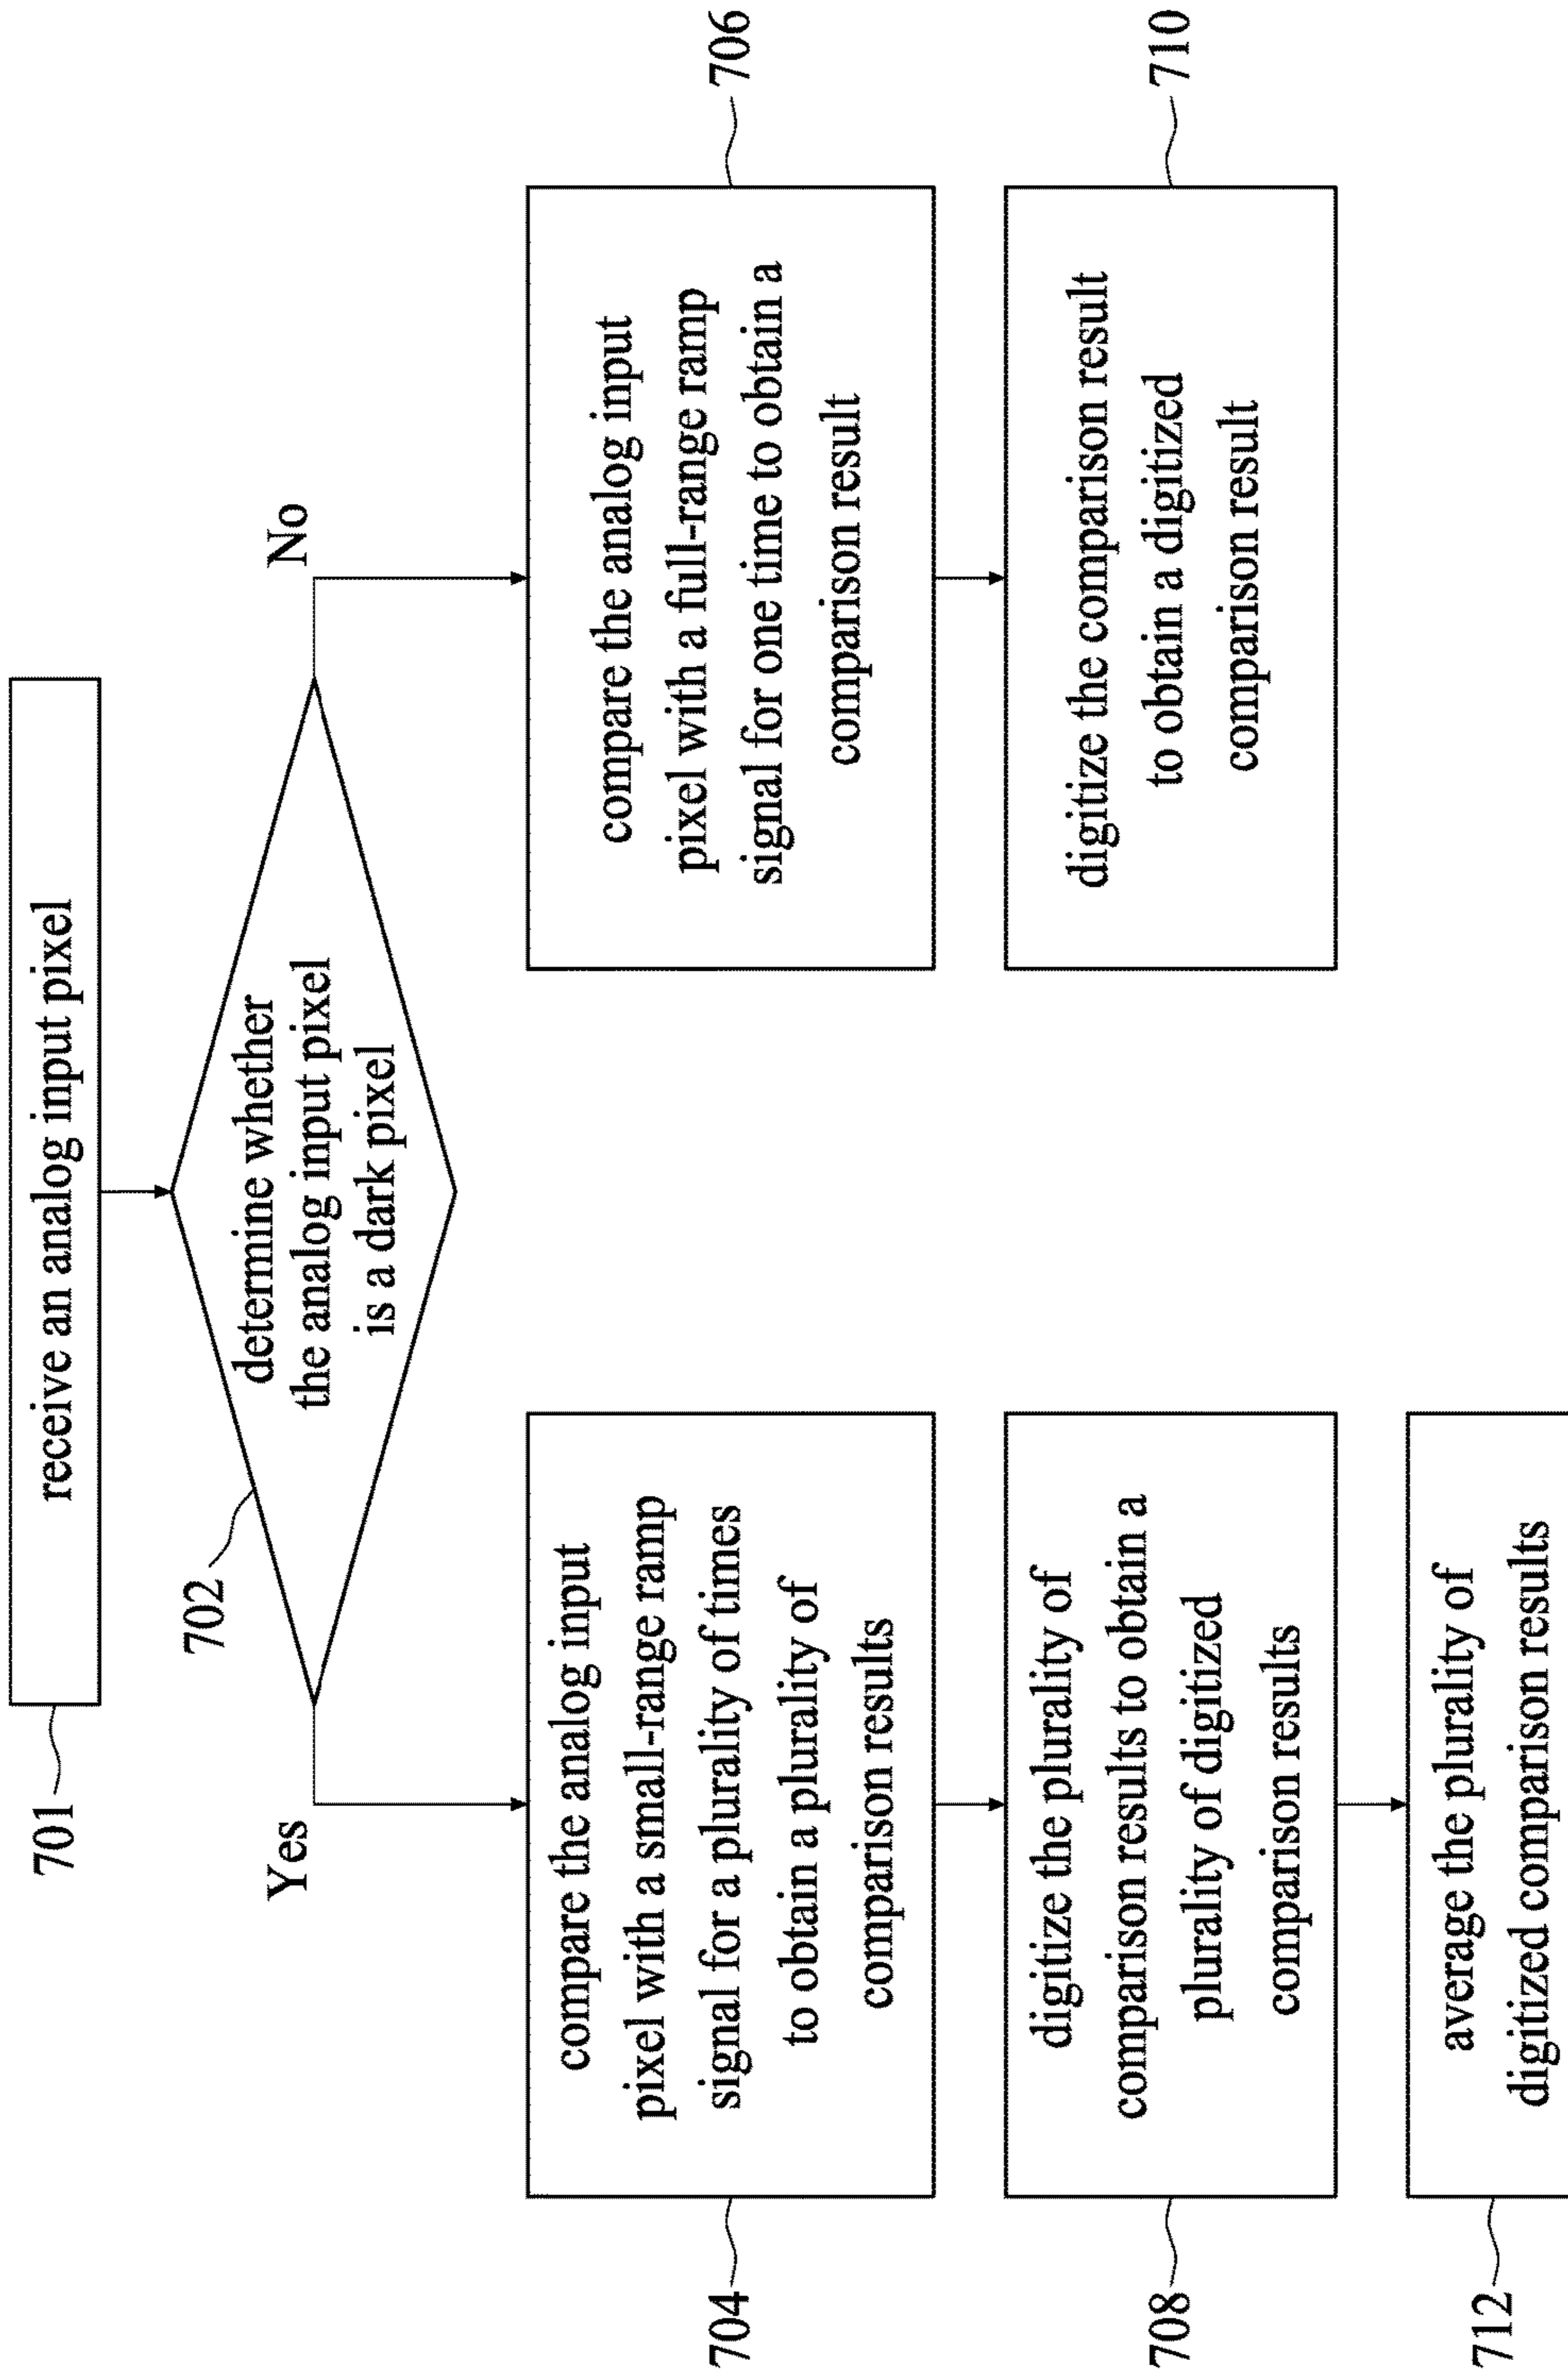 701
receive an analog input pixel
702
determine whether
the analog input pixel
is a dark pixel
Yes
No
704
compare the analog input
pixel with a small-range ramp
signal for a plurality of times
to obtain a plurality of
comparison results
706
compare the analog input
pixel with a full-range ramp
signal for one time to obtain a
comparison result
708
digitize the plurality of
comparison results to obtain a
plurality of digitized
comparison results
710
digitize the comparison result
to obtain a digitized
comparison result
712
average the plurality of
digitized comparison results